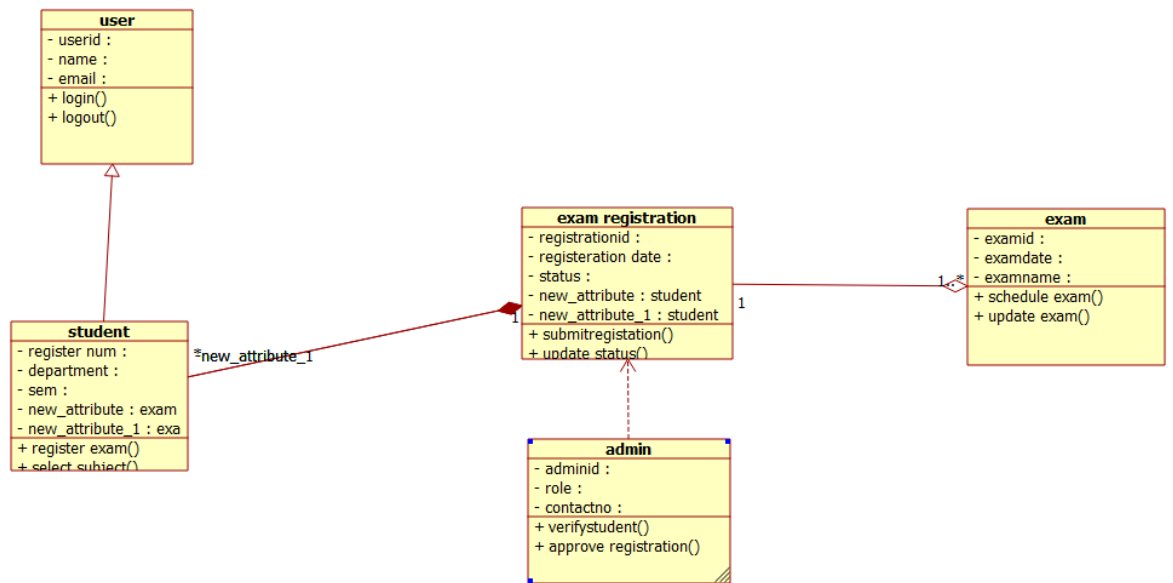 user
- userid :
- name :
- email :
+ login()
+ logout()
exam registration
- registrationid :
- registeration date :
- status :
- new_attribute : student
- new_attribute_1 : student
+ submitregistation()
+ update status()
exam
- examid :
- examdate :
- examname :
+ schedule exam()
+ update exam()
1..*
1
1
*new_attribute_1
student
- register num :
- department :
- sem :
- new_attribute : exam
- new_attribute_1 : exa
+ register exam()
+ select subject()
admin
- adminid :
- role :
- contactno :
+ verifystudent()
+ approve registration()